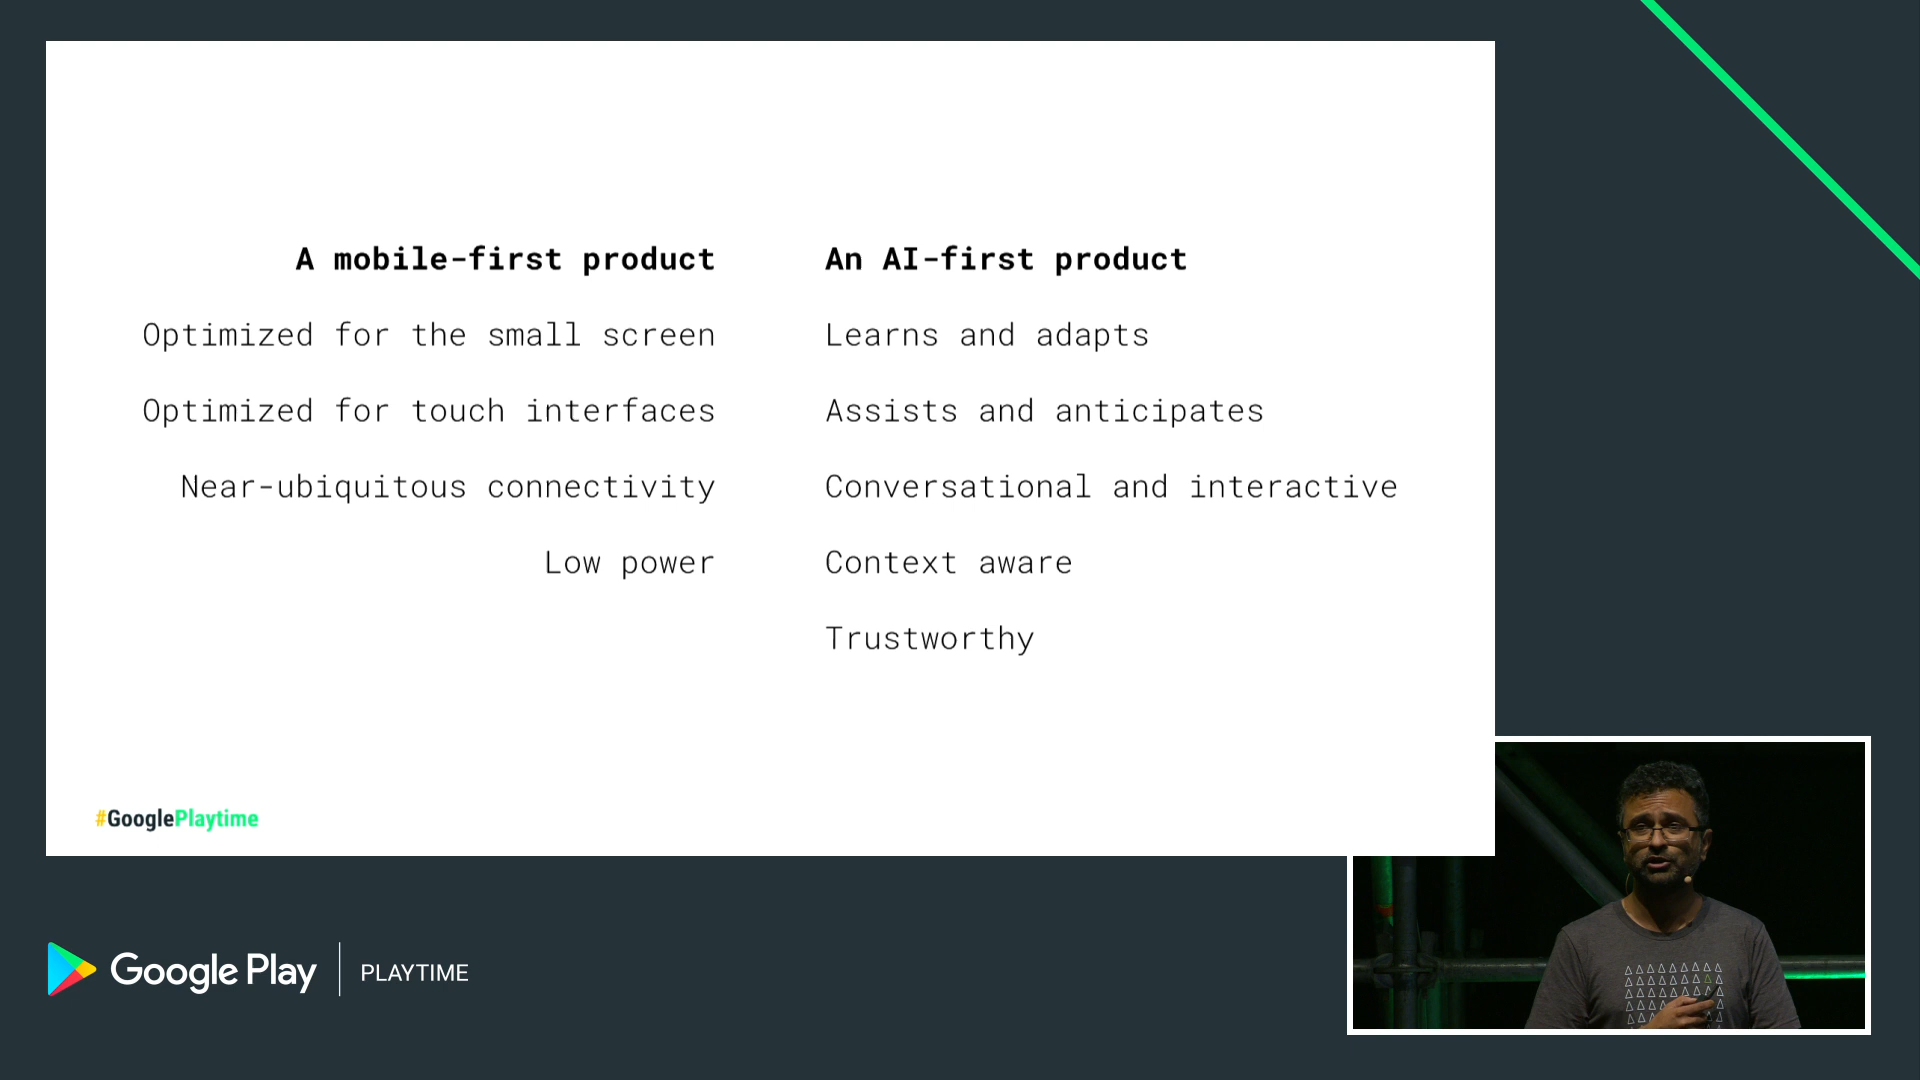 A mobile-first product
Optimized for the small screen
Optimized for touch interfaces
Near-ubiquitous connectivity
Low power
An AI-first product
Learns and adapts
Assists and anticipates
Conversational and interactive
Context aware
Trustworthy
#GooglePlaytime
Google Play | PLAYTIME